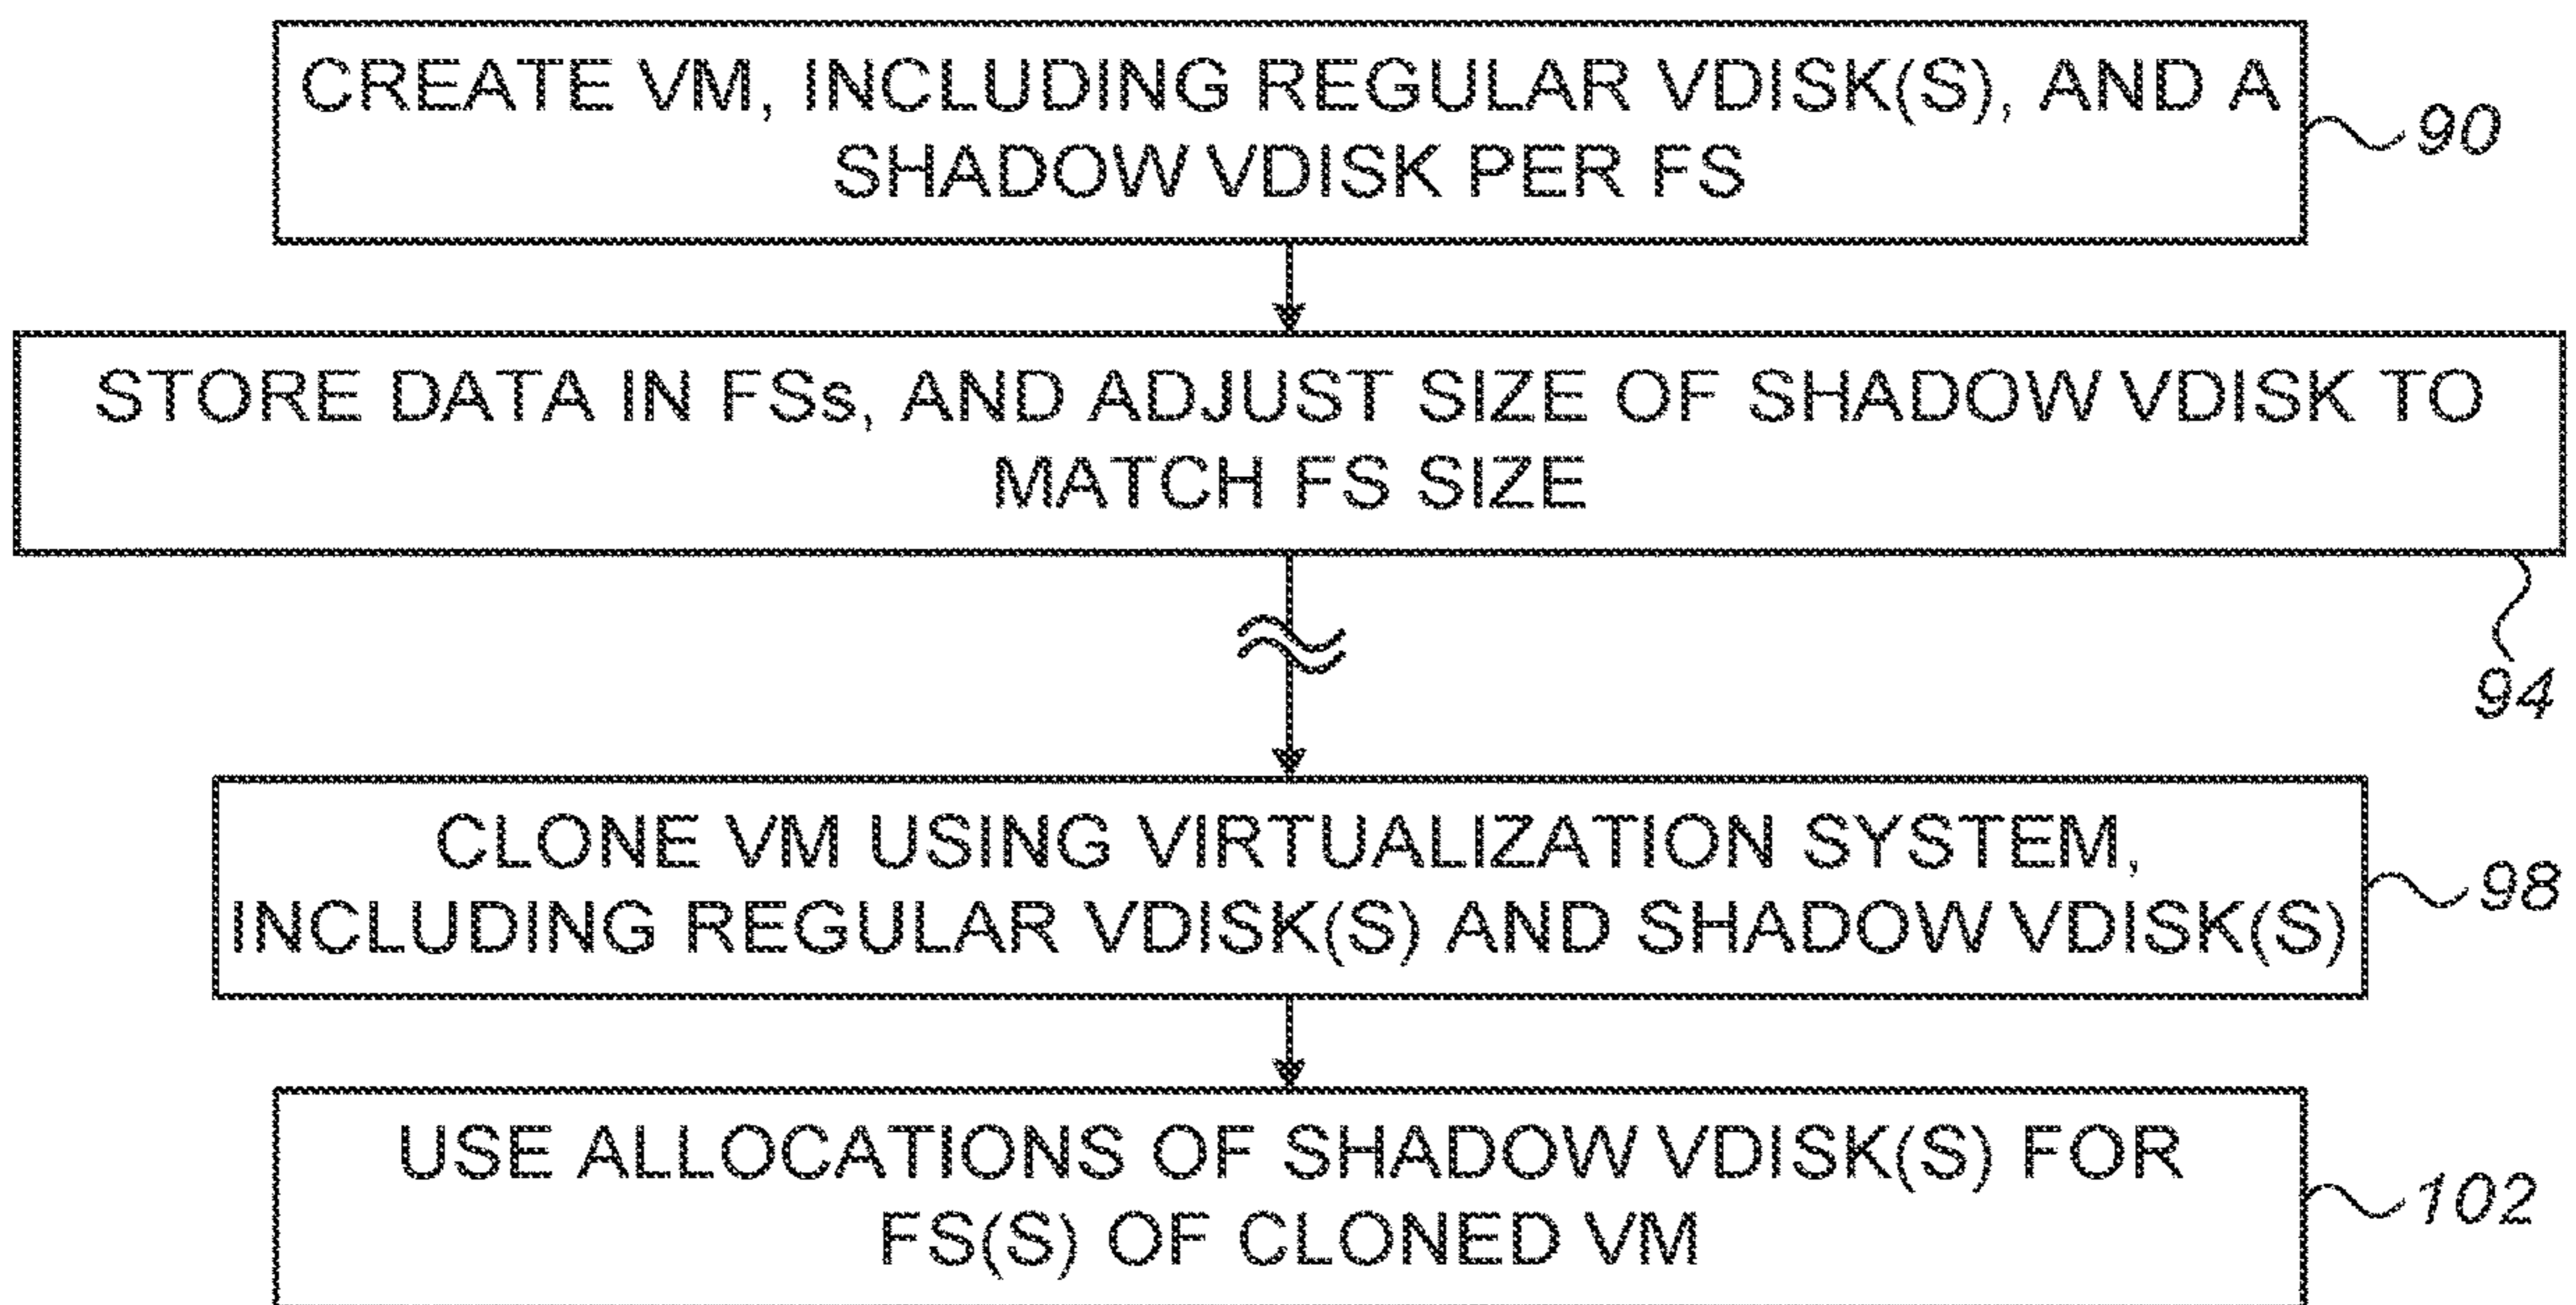 CREATE VM, INCLUDING REGULAR VDISK(S), AND A
SHADOW VDISK PER FS
90
STORE DATA IN FSs, AND ADJUST SIZE OF SHADOW VDISK TO
MATCH FS SIZE
94
CLONE VM USING VIRTUALIZATION SYSTEM,
INCLUDING REGULAR VDISK(S) AND SHADOW VDISK(S)
98
USE ALLOCATIONS OF SHADOW VDISK(S) FOR
FS(S) OF CLONED VM
102